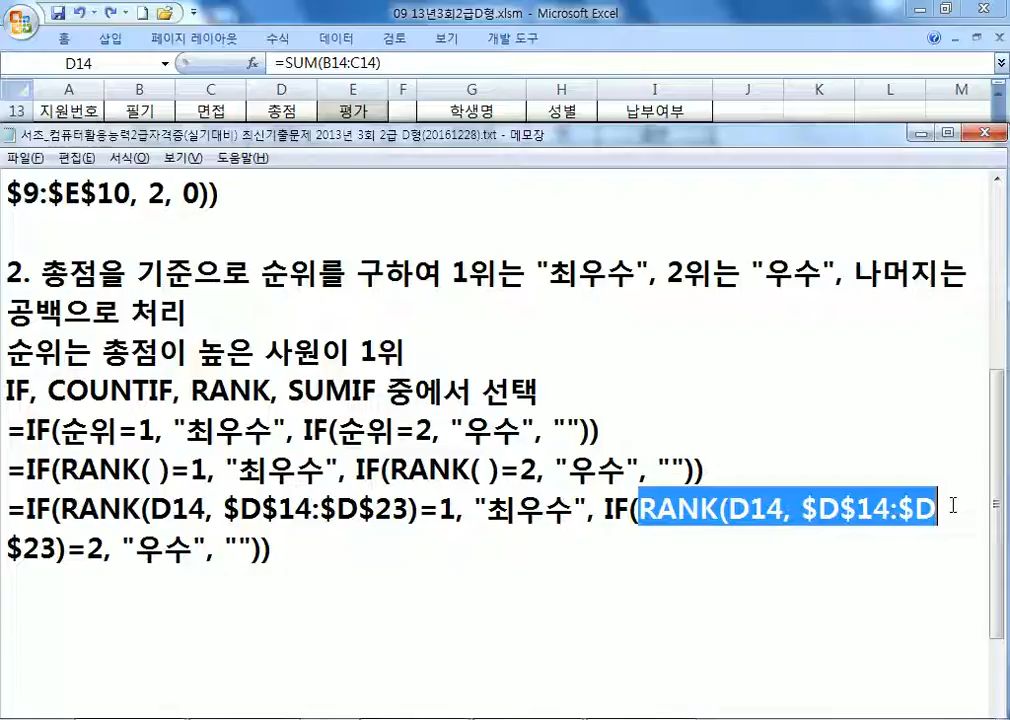 09 13년3회2급D형.xlsm - Microsoft Excel
홈 삽입 페이지 레이아웃 수식 데이터 검토 보기 개발 도구
D14 fx =SUM(B14:C14)
A B C D E F G H I J K L M
13 지원번호 필기 면접 총점 평가 학생명 성별 납부여부
서초_컴퓨터활용능력2급자격증(실기대비) 최신기출문제 2013년 3회 2급 D형(20161228).txt - 메모장
파일(F) 편집(E) 서식(O) 보기(V) 도움말(H)
$9:$E$10, 2, 0))
2. 총점을 기준으로 순위를 구하여 1위는 "최우수", 2위는 "우수", 나머지는
공백으로 처리
순위는 총점이 높은 사원이 1위
IF, COUNTIF, RANK, SUMIF 중에서 선택
=IF(순위=1, "최우수", IF(순위=2, "우수", ""))
=IF(RANK( )=1, "최우수", IF(RANK( )=2, "우수", ""))
=IF(RANK(D14, $D$14:$D$23)=1, "최우수", IF(RANK(D14, $D$14:$D
$23)=2, "우수", ""))